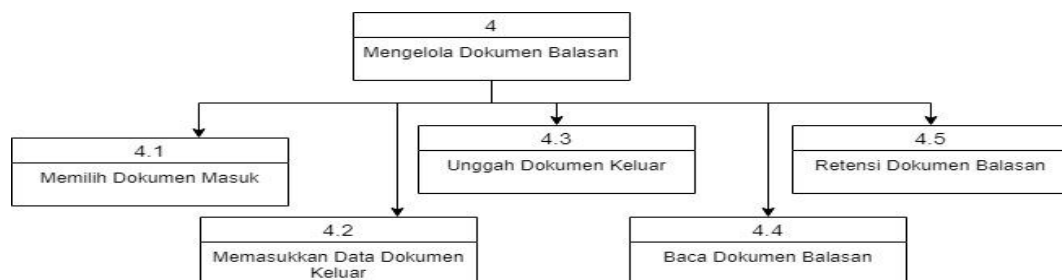 4
Mengelola Dokumen Balasan
4.1
Memilih Dokumen Masuk
4.2
Memasukkan Data Dokumen
Keluar
4.3
Unggah Dokumen Keluar
4.4
Baca Dokumen Balasan
4.5
Retensi Dokumen Balasan